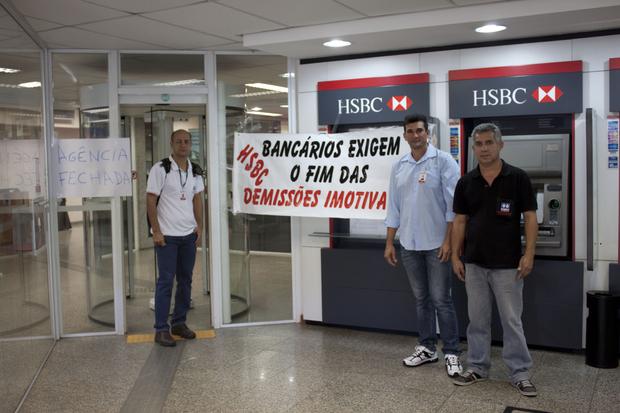 HSBC
HSBC
AGÊNCIA
FECHADA
HSBC
BANCÁRIOS EXIGEM
O FIM DAS
DEMISSÕES IMOTIVA